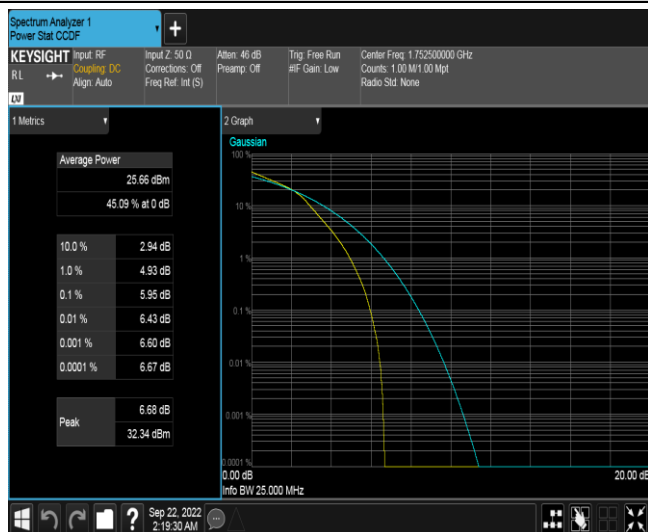 Spectrum Analyzer 1
Power Stat CCDF
+
KEYSIGHT
RL
LXI
Input: RF
Coupling: DC
Align: Auto
Input Z: 50 Ω
Corrections: Off
Freq Ref: Int (S)
Atten: 46 dB
Preamp: Off
Trig: Free Run
#IF Gain: Low
Center Freq: 1.752500000 GHz
Counts: 1.00 M/1.00 Mpt
Radio Std: None
1 Metrics
Average Power
25.66 dBm
45.09 % at 0 dB
10.0 % 2.94 dB
1.0 % 4.93 dB
0.1 % 5.95 dB
0.01 % 6.43 dB
0.001 % 6.60 dB
0.0001 % 6.67 dB
Peak
6.68 dB
32.34 dBm
2 Graph
Gaussian
100 %
10 %
1 %
0.1 %
0.01 %
0.001 %
0.0001 %
0.00 dB
20.00 dB
Info BW 25.000 MHz
?
Sep 22, 2022
2:19:30 AM